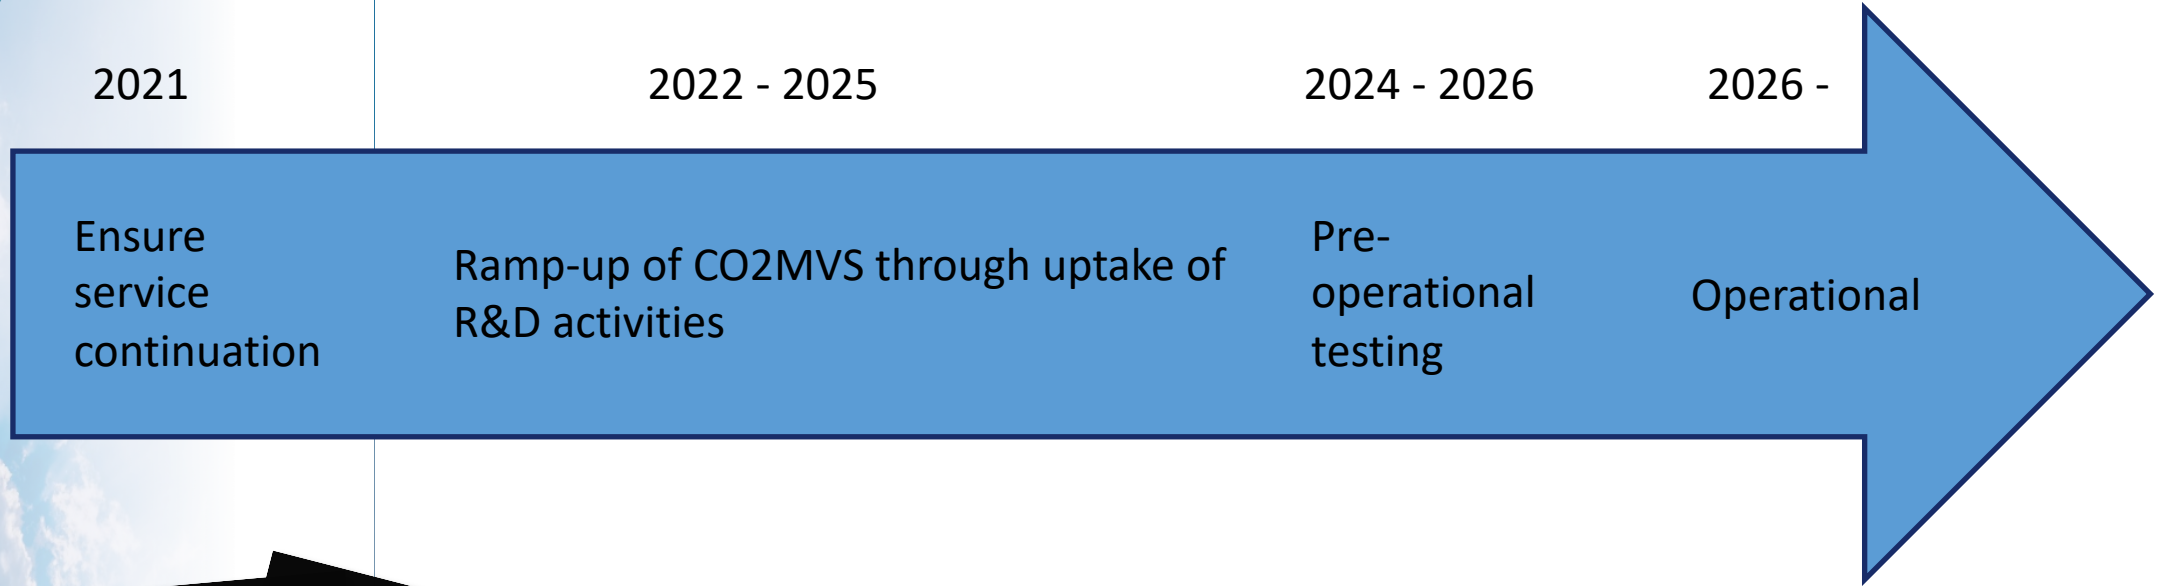 2021
2022 - 2025
2024 - 2026
2026 -
Ensure
service
continuation
Ramp-up of CO2MVS through uptake of
R&D activities
Pre-
operational
testing
Operational